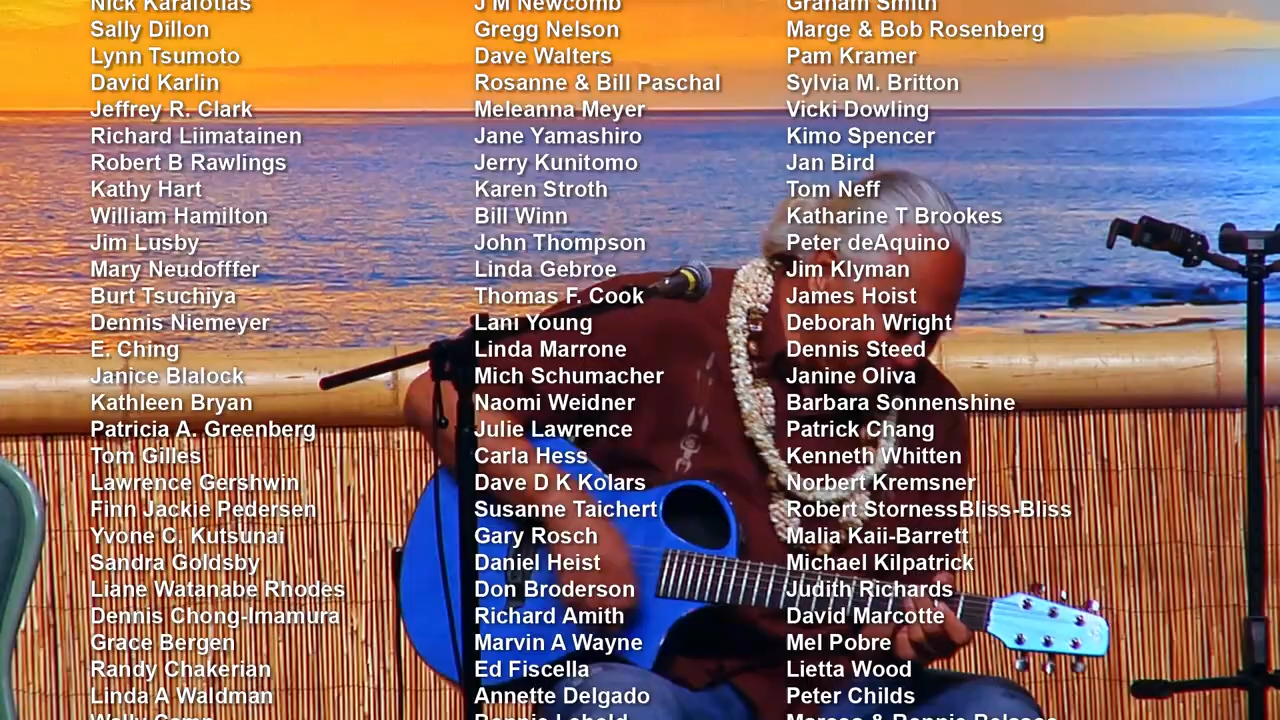 Nick Karafotias
Sally Dillon
Lynn Tsumoto
David Karlin
Jeffrey R. Clark
Richard Liimatainen
Robert B Rawlings
Kathy Hart
William Hamilton
Jim Lusby
Mary Neudofffer
Burt Tsuchiya
Dennis Niemeyer
E. Ching
Janice Blalock
Kathleen Bryan
Patricia A. Greenberg
Tom Gilles
Lawrence Gershwin
Finn Jackie Pedersen
Yvone C. Kutsunai
Sandra Goldsby
Liane Watanabe Rhodes
Dennis Chong-Imamura
Grace Bergen
Randy Chakerian
Linda A Waldman
J M Newcomb
Gregg Nelson
Dave Walters
Rosanne & Bill Paschal
Meleanna Meyer
Jane Yamashiro
Jerry Kunitomo
Karen Stroth
Bill Winn
John Thompson
Linda Gebroe
Thomas F. Cook
Lani Young
Linda Marrone
Mich Schumacher
Naomi Weidner
Julie Lawrence
Carla Hess
Dave D K Kolars
Susanne Taichert
Gary Rosch
Daniel Heist
Don Broderson
Richard Amith
Marvin A Wayne
Ed Fiscella
Annette Delgado
Graham Smith
Marge & Bob Rosenberg
Pam Kramer
Sylvia M. Britton
Vicki Dowling
Kimo Spencer
Jan Bird
Tom Neff
Katharine T Brookes
Peter deAquino
Jim Klyman
James Hoist
Deborah Wright
Dennis Steed
Janine Oliva
Barbara Sonnenshine
Patrick Chang
Kenneth Whitten
Norbert Kremsner
Robert StornessBliss-Bliss
Malia Kaii-Barrett
Michael Kilpatrick
Judith Richards
David Marcotte
Mel Pobre
Lietta Wood
Peter Childs